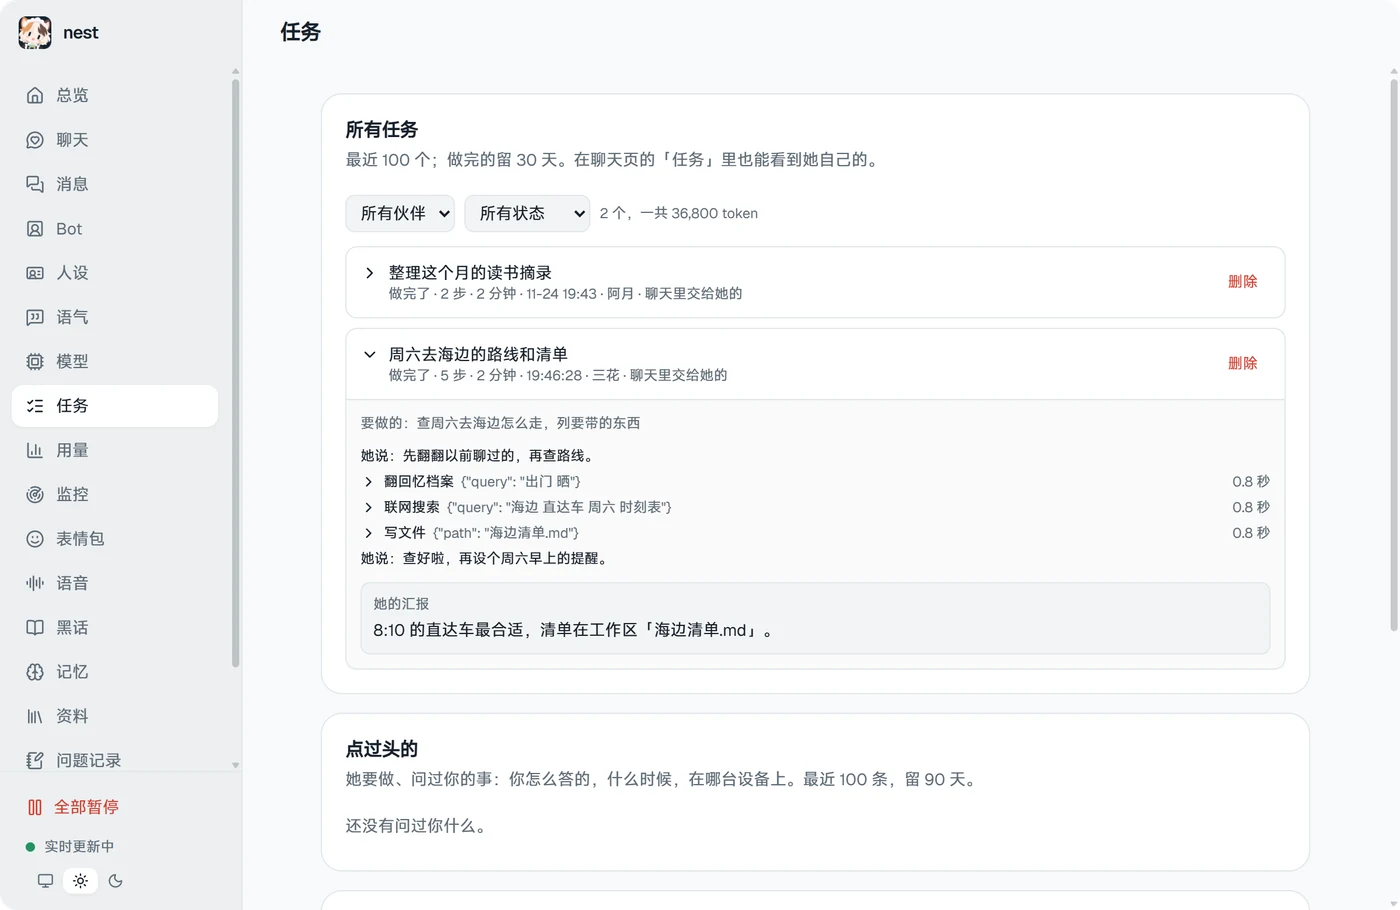 nest
总览
聊天
消息
Bot
人设
语气
模型
任务
用量
监控
表情包
语音
黑话
记忆
资料
问题记录
全部暂停
实时更新中
任务
所有任务
最近 100 个；做完的留 30 天。在聊天页的「任务」里也能看到她自己的。
所有伙伴 所有状态 2 个，一共 36,800 token
整理这个月的读书摘录
做完了 · 2 步 · 2 分钟 · 11-24 19:43 · 阿月 · 聊天里交给她的
删除
周六去海边的路线和清单
做完了 · 5 步 · 2 分钟 · 19:46:28 · 三花 · 聊天里交给她的
删除
要做的：查周六去海边怎么走，列要带的东西
她说：先翻翻以前聊过的，再查路线。
翻回忆档案 {"query": "出门 晒"} 0.8 秒
联网搜索 {"query": "海边 直达车 周六 时刻表"} 0.8 秒
写文件 {"path": "海边清单.md"} 0.8 秒
她说：查好啦，再设个周六早上的提醒。
她的汇报
8:10 的直达车最合适，清单在工作区「海边清单.md」。
点过头的
她要做、问过你的事：你怎么答的，什么时候，在哪台设备上。最近 100 条，留 90 天。
还没有问过你什么。